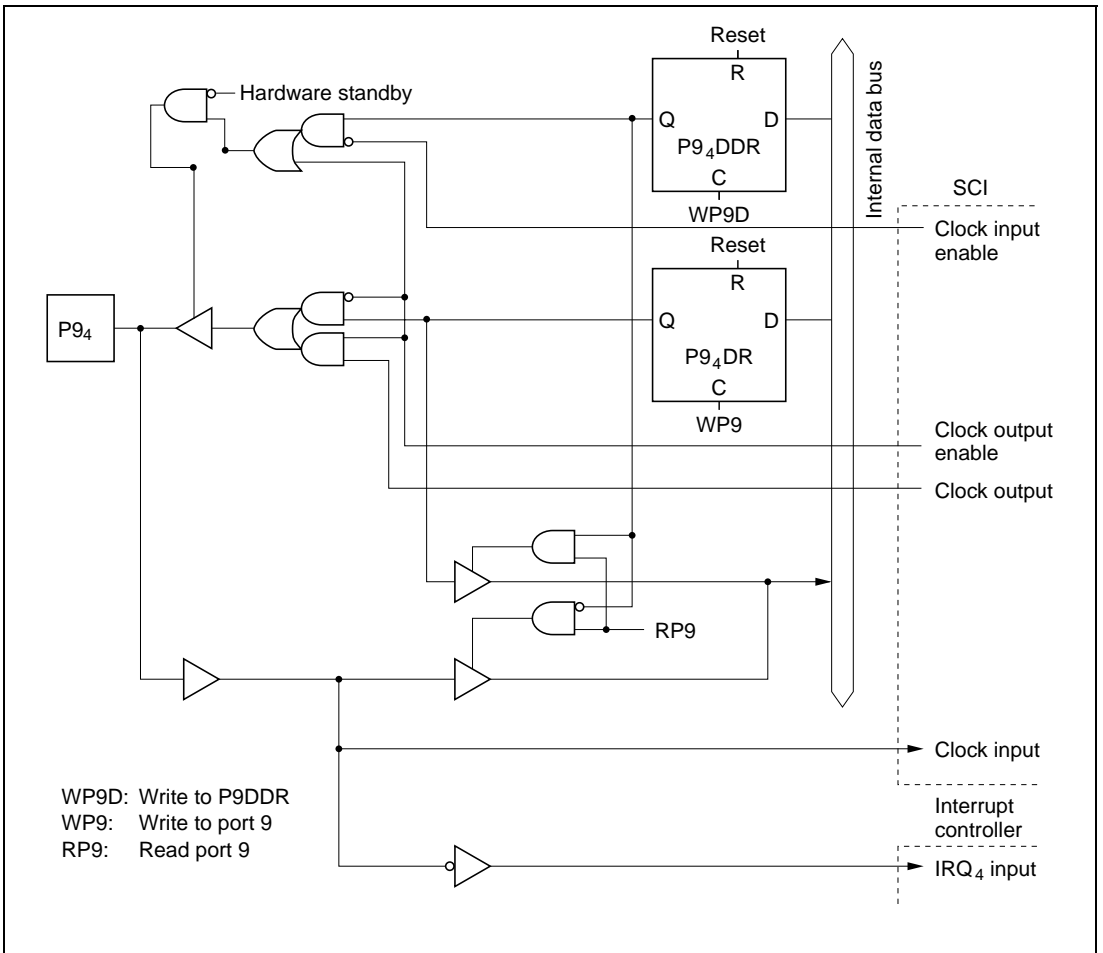 Reset
R
Hardware standby
Q
D
P9₄DDR
C
WP9D
Internal data bus
SCI
Clock input
enable
Reset
R
P9₄
Q
D
P9₄DR
C
WP9
Clock output
enable
Clock output
RP9
Clock input
WP9D: Write to P9DDR
WP9: Write to port 9
RP9: Read port 9
Interrupt
controller
IRQ₄ input